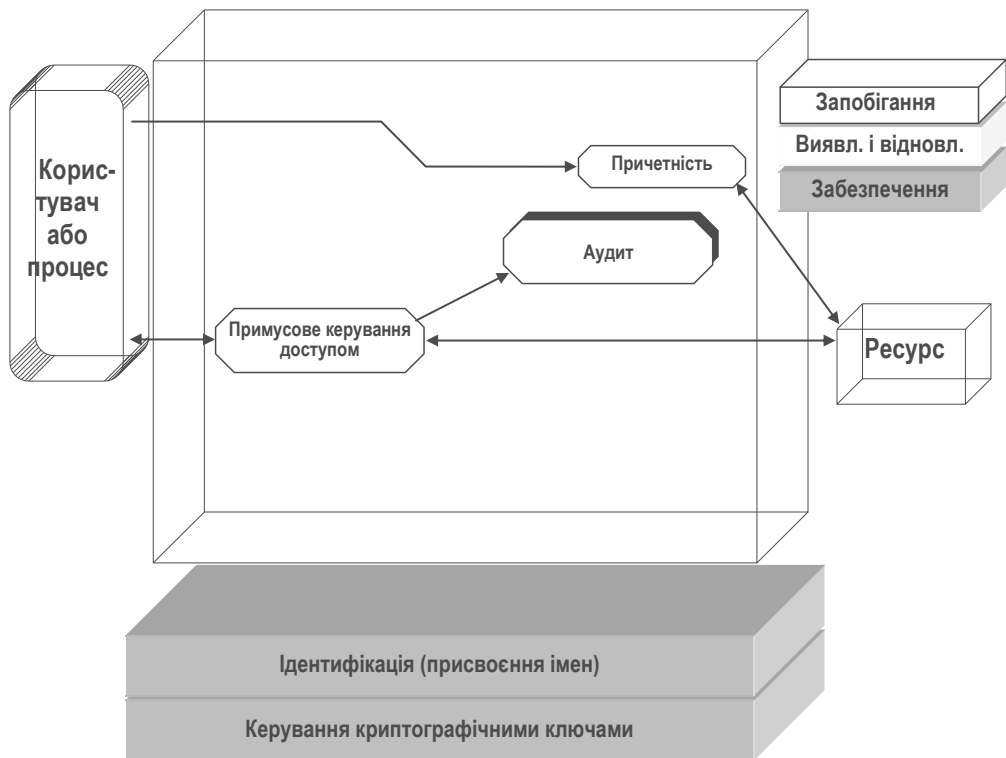 Запобігання
Виявл. і відновл.
Забезпечення
Корис-
тувач
або
процес
Причетність
Аудит
Примусове керування
доступом
Ресурс
Ідентифікація (присвоєння імен)
Керування криптографічними ключами